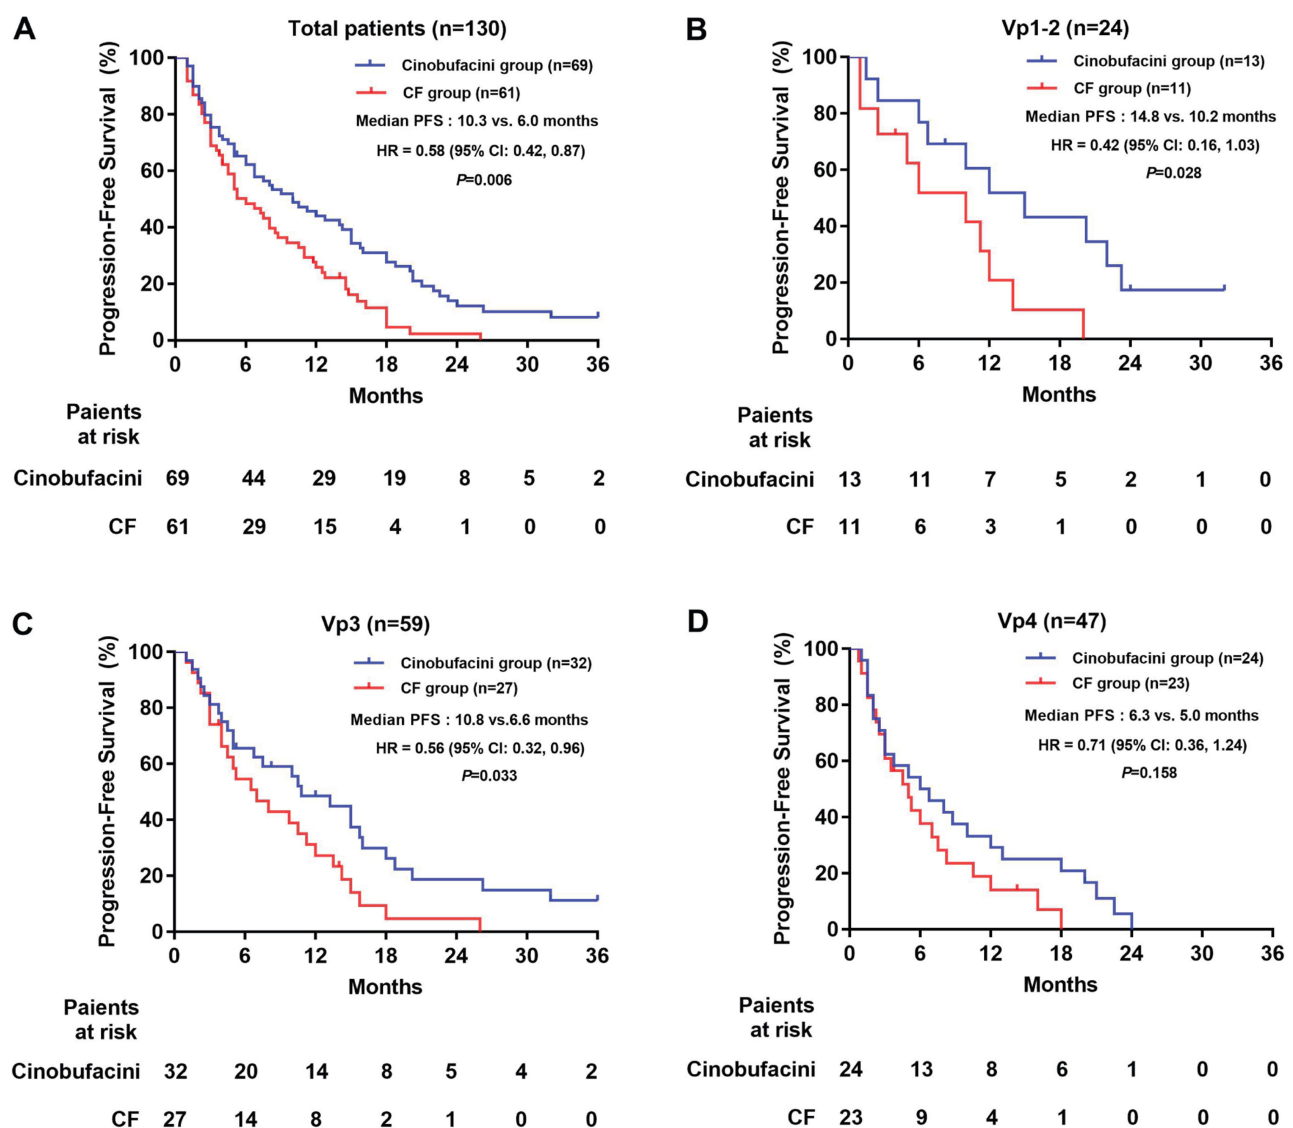 A
Total patients (n=130)
Progression-Free Survival (%)
100
80
60
40
20
0
Cinobufacini group (n=69)
CF group (n=61)
Median PFS : 10.3 vs. 6.0 months
HR = 0.58 (95% CI: 0.42, 0.87)
P=0.006
0 6 12 18 24 30 36
Months
Paients
at risk
Cinobufacini 69 44 29 19 8 5 2
CF 61 29 15 4 1 0 0
B
Vp1-2 (n=24)
Progression-Free Survival (%)
100
80
60
40
20
0
Cinobufacini group (n=13)
CF group (n=11)
Median PFS : 14.8 vs. 10.2 months
HR = 0.42 (95% CI: 0.16, 1.03)
P=0.028
0 6 12 18 24 30 36
Months
Paients
at risk
Cinobufacini 13 11 7 5 2 1 0
CF 11 6 3 1 0 0 0
C
Vp3 (n=59)
Progression-Free Survival (%)
100
80
60
40
20
0
Cinobufacini group (n=32)
CF group (n=27)
Median PFS : 10.8 vs.6.6 months
HR = 0.56 (95% CI: 0.32, 0.96)
P=0.033
0 6 12 18 24 30 36
Months
Paients
at risk
Cinobufacini 32 20 14 8 5 4 2
CF 27 14 8 2 1 0 0
D
Vp4 (n=47)
Progression-Free Survival (%)
100
80
60
40
20
0
Cinobufacini group (n=24)
CF group (n=23)
Median PFS : 6.3 vs. 5.0 months
HR = 0.71 (95% CI: 0.36, 1.24)
P=0.158
0 6 12 18 24 30 36
Months
Paients
at risk
Cinobufacini 24 13 8 6 1 0 0
CF 23 9 4 1 0 0 0